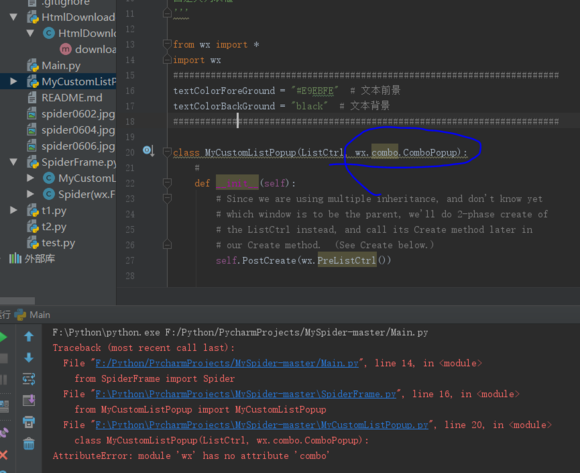 .gitignore
HtmlDownload
HtmlDown
downloa
Main.py
MyCustomListP
README.md
spider0602.jpg
spider0604.jpg
spider0606.jpg
SpiderFrame.py
MyCustomL
Spider(wx.F
t1.py
t2.py
test.py
外部库
11 '''
12
13 from wx import *
14 import wx
15 ####################################################################
16 textColorForeGround = "#E9EBFE" # 文本前景
17 textColorBackGround = "black" # 文本背景
18 ####################################################################
19
20 class MyCustomListPopup(ListCtrl, wx.combo.ComboPopup):
21 #
22 def (self):
23 # Since we are using multiple inheritance, and don't know yet
24 # which window is to be the parent, we'll do 2-phase create of
25 # the ListCtrl instead, and call its Create method later in
26 # our Create method. (See Create below.)
27 self.PostCreate(wx.PreListCtrl())
行 Main
F:\Python\python.exe F:/Python/PycharmProjects/MySpider-master/Main.py
Traceback (most recent call last):
File "F:/Python/PycharmProjects/MySpider-master/Main.py", line 14, in <module>
from SpiderFrame import Spider
File "F:\Python\PycharmProjects\MySpider-master\SpiderFrame.py", line 16, in <module>
from MyCustomListPopup import MyCustomListPopup
File "F:\Python\PycharmProjects\MySpider-master\MyCustomListPopup.py", line 20, in <module>
class MyCustomListPopup(ListCtrl, wx.combo.ComboPopup):
AttributeError: module 'wx' has no attribute 'combo'